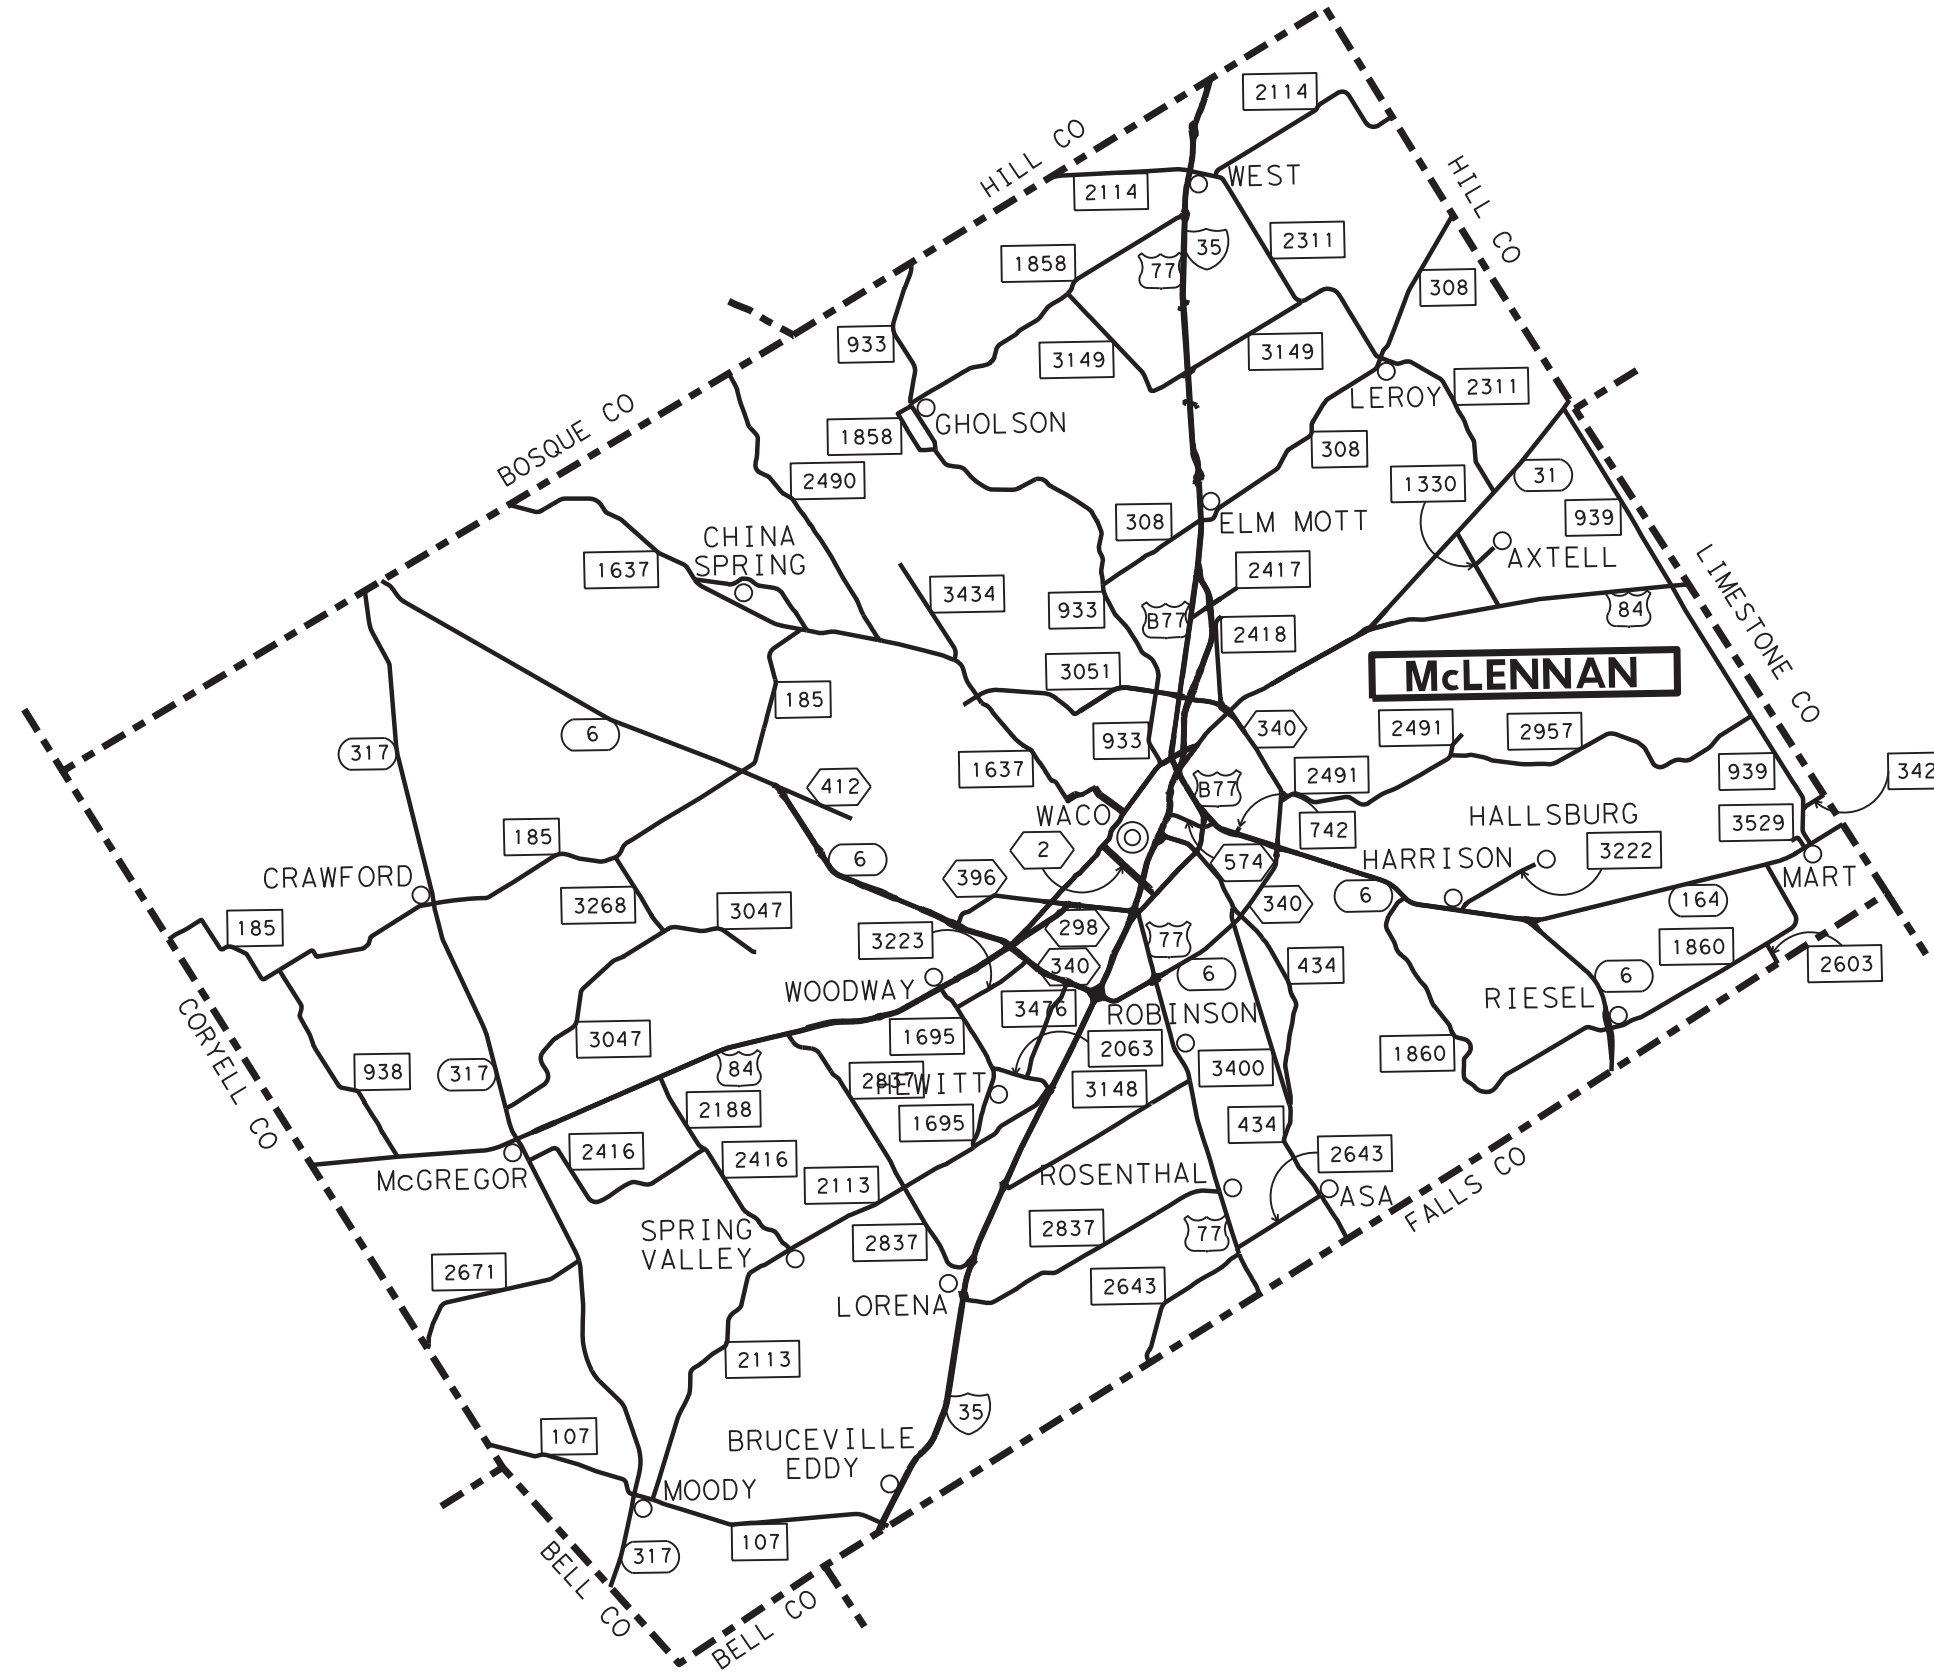 2114
HILL CO
HILL CO
WEST
2114
2311
35
1858
77
308
933
3149
3149
LEROY
2311
BOSQUE CO
GHOLSON
1858
308
2490
1330
31
939
308
ELM MOTT
CHINA
SPRING
AXTELL
1637
2417
3434
933
B77
84
LIMESTONE CO
2418
McLENNAN
3051
185
340
2491
2957
6
317
933
1637
2491
939
342
412
B77
WACO
742
HALLSBURG
3529
185
2
6
574
HARRISON
3222
CRAWFORD
396
MART
3268
3047
6
340
164
185
3223
298
77
1860
340
6
434
2603
WOODWAY
RIESEL
6
CORYELL CO
3476
ROBINSON
3047
1695
2063
1860
938
317
84
2837
HEWITT
3148
3400
2188
1695
434
2416
2416
2643
McGREGOR
2113
ROSENTHAL
ASA
FALLS CO
SPRING
VALLEY
2837
2837
77
2671
2643
LORENA
2113
35
107
BRUCEVILLE
EDDY
MOODY
107
317
BELL CO
BELL CO